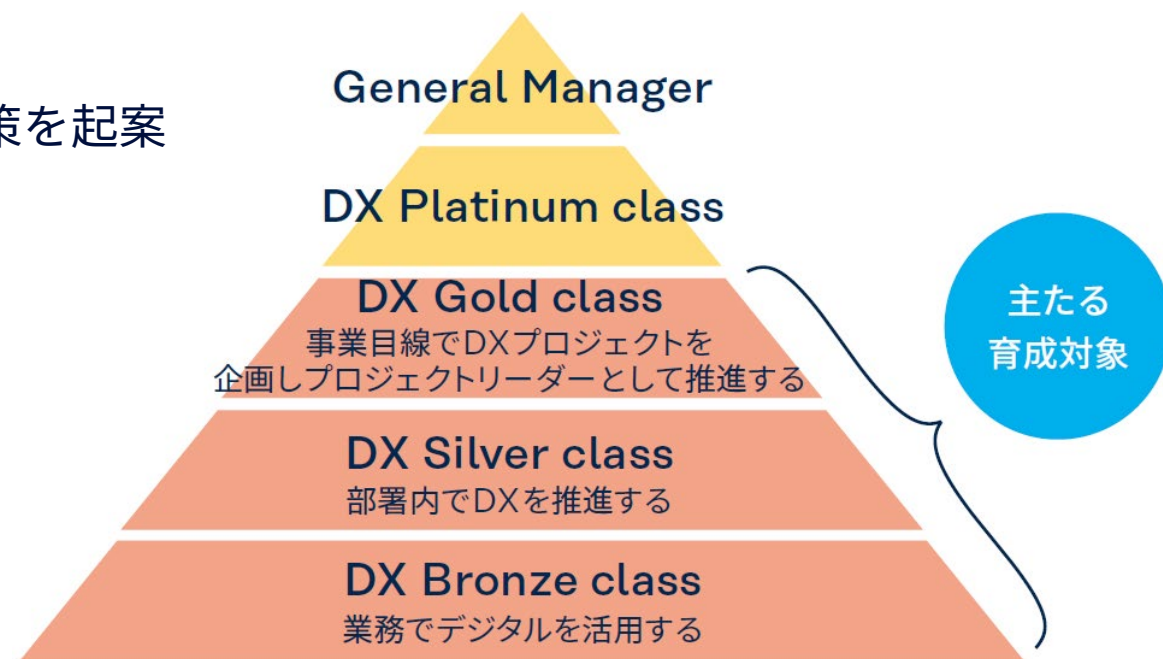 General Manager
策を起案
DX Platinum class
DX Gold class
事業目線でDXプロジェクトを
企画しプロジェクトリーダーとして推進する
主たる
育成対象
DX Silver class
部署内でDXを推進する
DX Bronze class
業務でデジタルを活用する